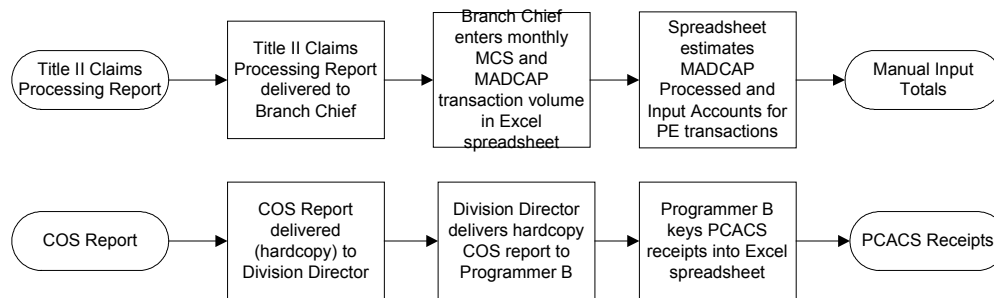 Title II Claims
Processing Report
Title II Claims
Processing Report
delivered to
Branch Chief
Branch Chief
enters monthly
MCS and
MADCAP
transaction volume
in Excel
spreadsheet
Spreadsheet
estimates
MADCAP
Processed and
Input Accounts for
PE transactions
Manual Input
Totals
COS Report
COS Report
delivered
(hardcopy) to
Division Director
Division Director
delivers hardcopy
COS report to
Programmer B
Programmer B
keys PCACS
receipts into Excel
spreadsheet
PCACS Receipts